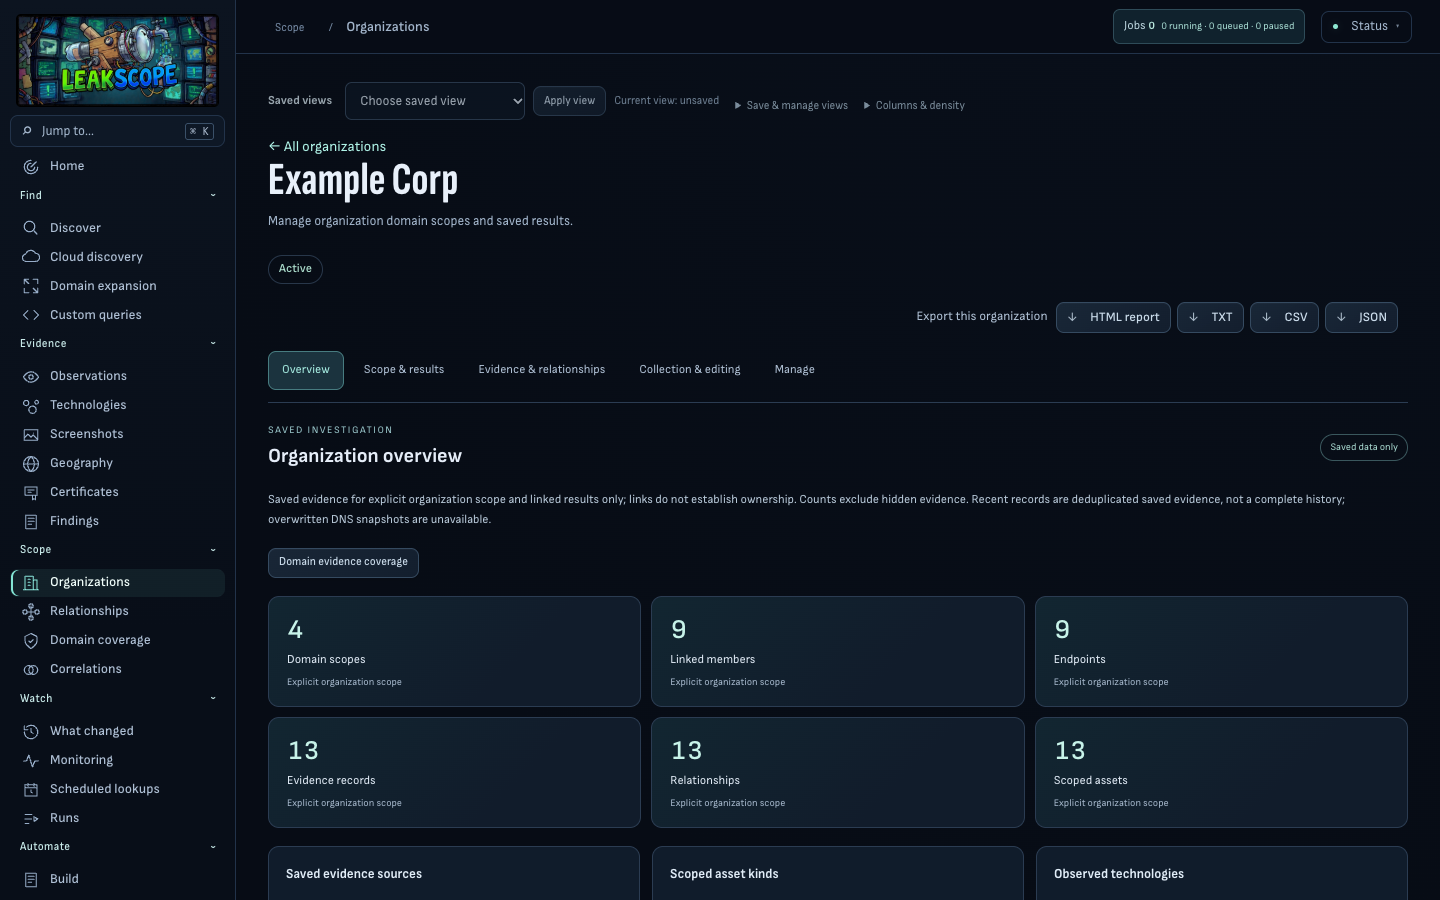 LEAKSCOPE
Jump to...
⌘ K
Home
Find
Discover
Cloud discovery
Domain expansion
Custom queries
Evidence
Observations
Technologies
Screenshots
Geography
Certificates
Findings
Scope
Organizations
Relationships
Domain coverage
Correlations
Watch
What changed
Monitoring
Scheduled lookups
Runs
Automate
Build
Scope / Organizations
Jobs 0 0 running · 0 queued · 0 paused
Status
Saved views
Choose saved view
Apply view
Current view: unsaved
Save & manage views
Columns & density
← All organizations
Example Corp
Manage organization domain scopes and saved results.
Active
Export this organization
↓ HTML report
↓ TXT
↓ CSV
↓ JSON
Overview
Scope & results
Evidence & relationships
Collection & editing
Manage
SAVED INVESTIGATION
Organization overview
Saved data only
Saved evidence for explicit organization scope and linked results only; links do not establish ownership. Counts exclude hidden evidence. Recent records are deduplicated saved evidence, not a complete history;
overwritten DNS snapshots are unavailable.
Domain evidence coverage
4
Domain scopes
Explicit organization scope
9
Linked members
Explicit organization scope
9
Endpoints
Explicit organization scope
13
Evidence records
Explicit organization scope
13
Relationships
Explicit organization scope
13
Scoped assets
Explicit organization scope
Saved evidence sources
Scoped asset kinds
Observed technologies